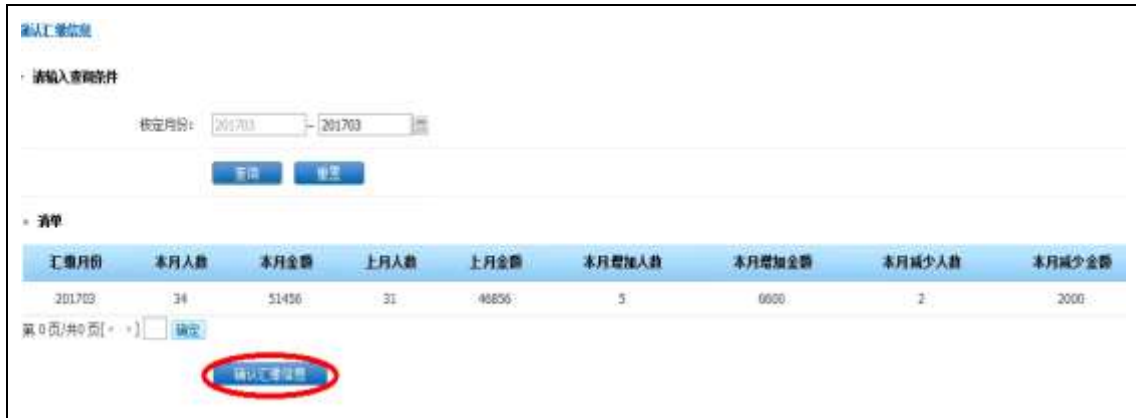 确认汇缴信息
请输入查询条件
核定月份： 201703 - 201703
查询 重置
清单
汇缴月份 本月人数 本月金额 上月人数 上月金额 本月增加人数 本月增加金额 本月减少人数 本月减少金额
201703 34 51456 31 46856 5 6600 2 2000
第 0 页/共0 页[ ] 确定
确认汇缴信息